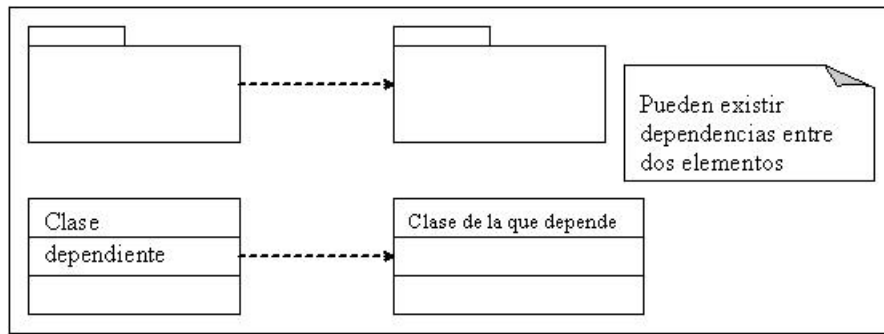 Pueden existir
dependencias entre
dos elementos
Clase
dependiente
Clase de la que depende